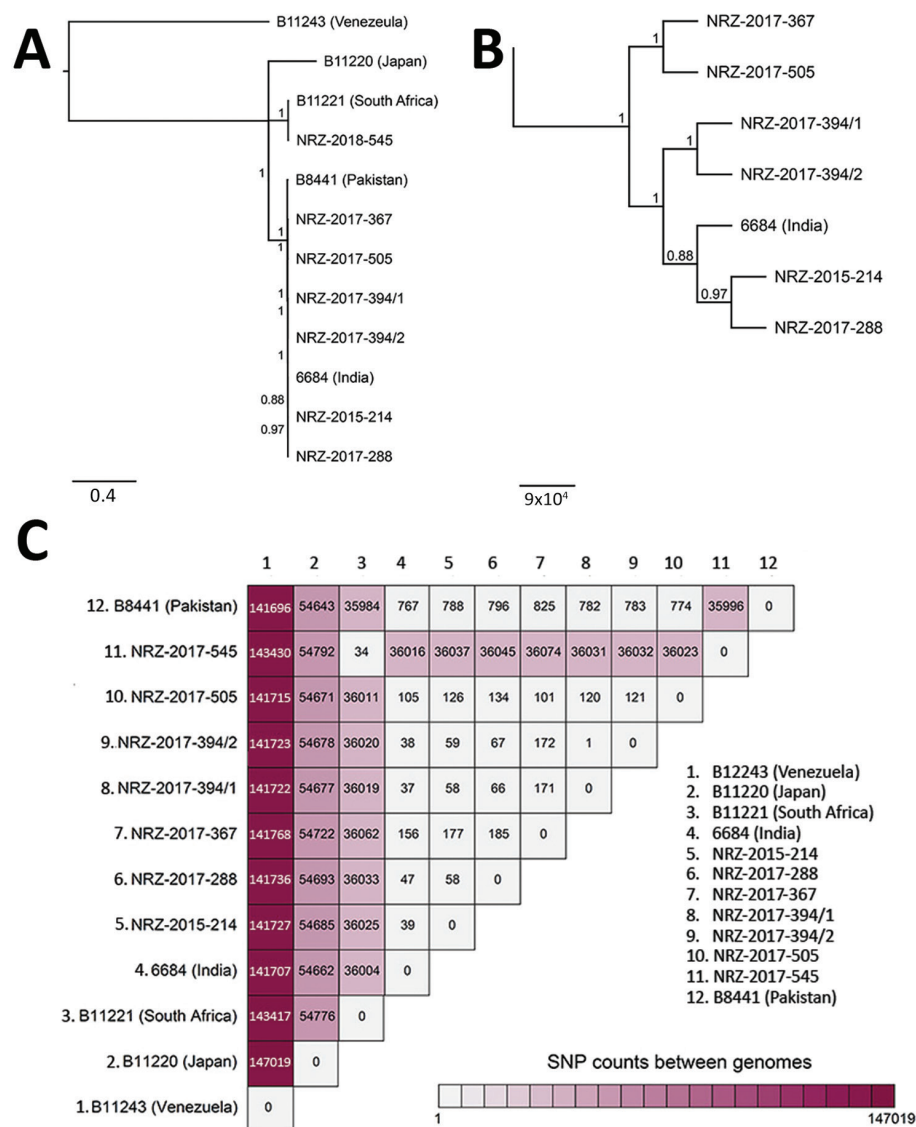 A
B11243 (Venezeula)
B11220 (Japan)
B11221 (South Africa)
1
NRZ-2018-545
1
B8441 (Pakistan)
NRZ-2017-367
1
1
NRZ-2017-505
1
NRZ-2017-394/1
1
NRZ-2017-394/2
1
6684 (India)
0.88
NRZ-2015-214
0.97
NRZ-2017-288
0.4
B
NRZ-2017-367
1
NRZ-2017-505
1
NRZ-2017-394/1
1
NRZ-2017-394/2
1
6684 (India)
0.88
NRZ-2015-214
0.97
NRZ-2017-288
9x10⁴
C
1 2 3 4 5 6 7 8 9 10 11 12
12. B8441 (Pakistan) 141696 54643 35984 767 788 796 825 782 783 774 35996 0
11. NRZ-2017-545 143430 54792 34 36016 36037 36045 36074 36031 36032 36023 0
10. NRZ-2017-505 141715 54671 36011 105 126 134 101 120 121 0
9. NRZ-2017-394/2 141723 54678 36020 38 59 67 172 1 0
8. NRZ-2017-394/1 141722 54677 36019 37 58 66 171 0
7. NRZ-2017-367 141768 54722 36062 156 177 185 0
6. NRZ-2017-288 141736 54693 36033 47 58 0
5. NRZ-2015-214 141727 54685 36025 39 0
4. 6684 (India) 141707 54662 36004 0
3. B11221 (South Africa) 143417 54776 0
2. B11220 (Japan) 147019 0
1. B11243 (Venezuela) 0
1. B12243 (Venezuela)
2. B11220 (Japan)
3. B11221 (South Africa)
4. 6684 (India)
5. NRZ-2015-214
6. NRZ-2017-288
7. NRZ-2017-367
8. NRZ-2017-394/1
9. NRZ-2017-394/2
10. NRZ-2017-505
11. NRZ-2017-545
12. B8441 (Pakistan)
SNP counts between genomes
1 147019